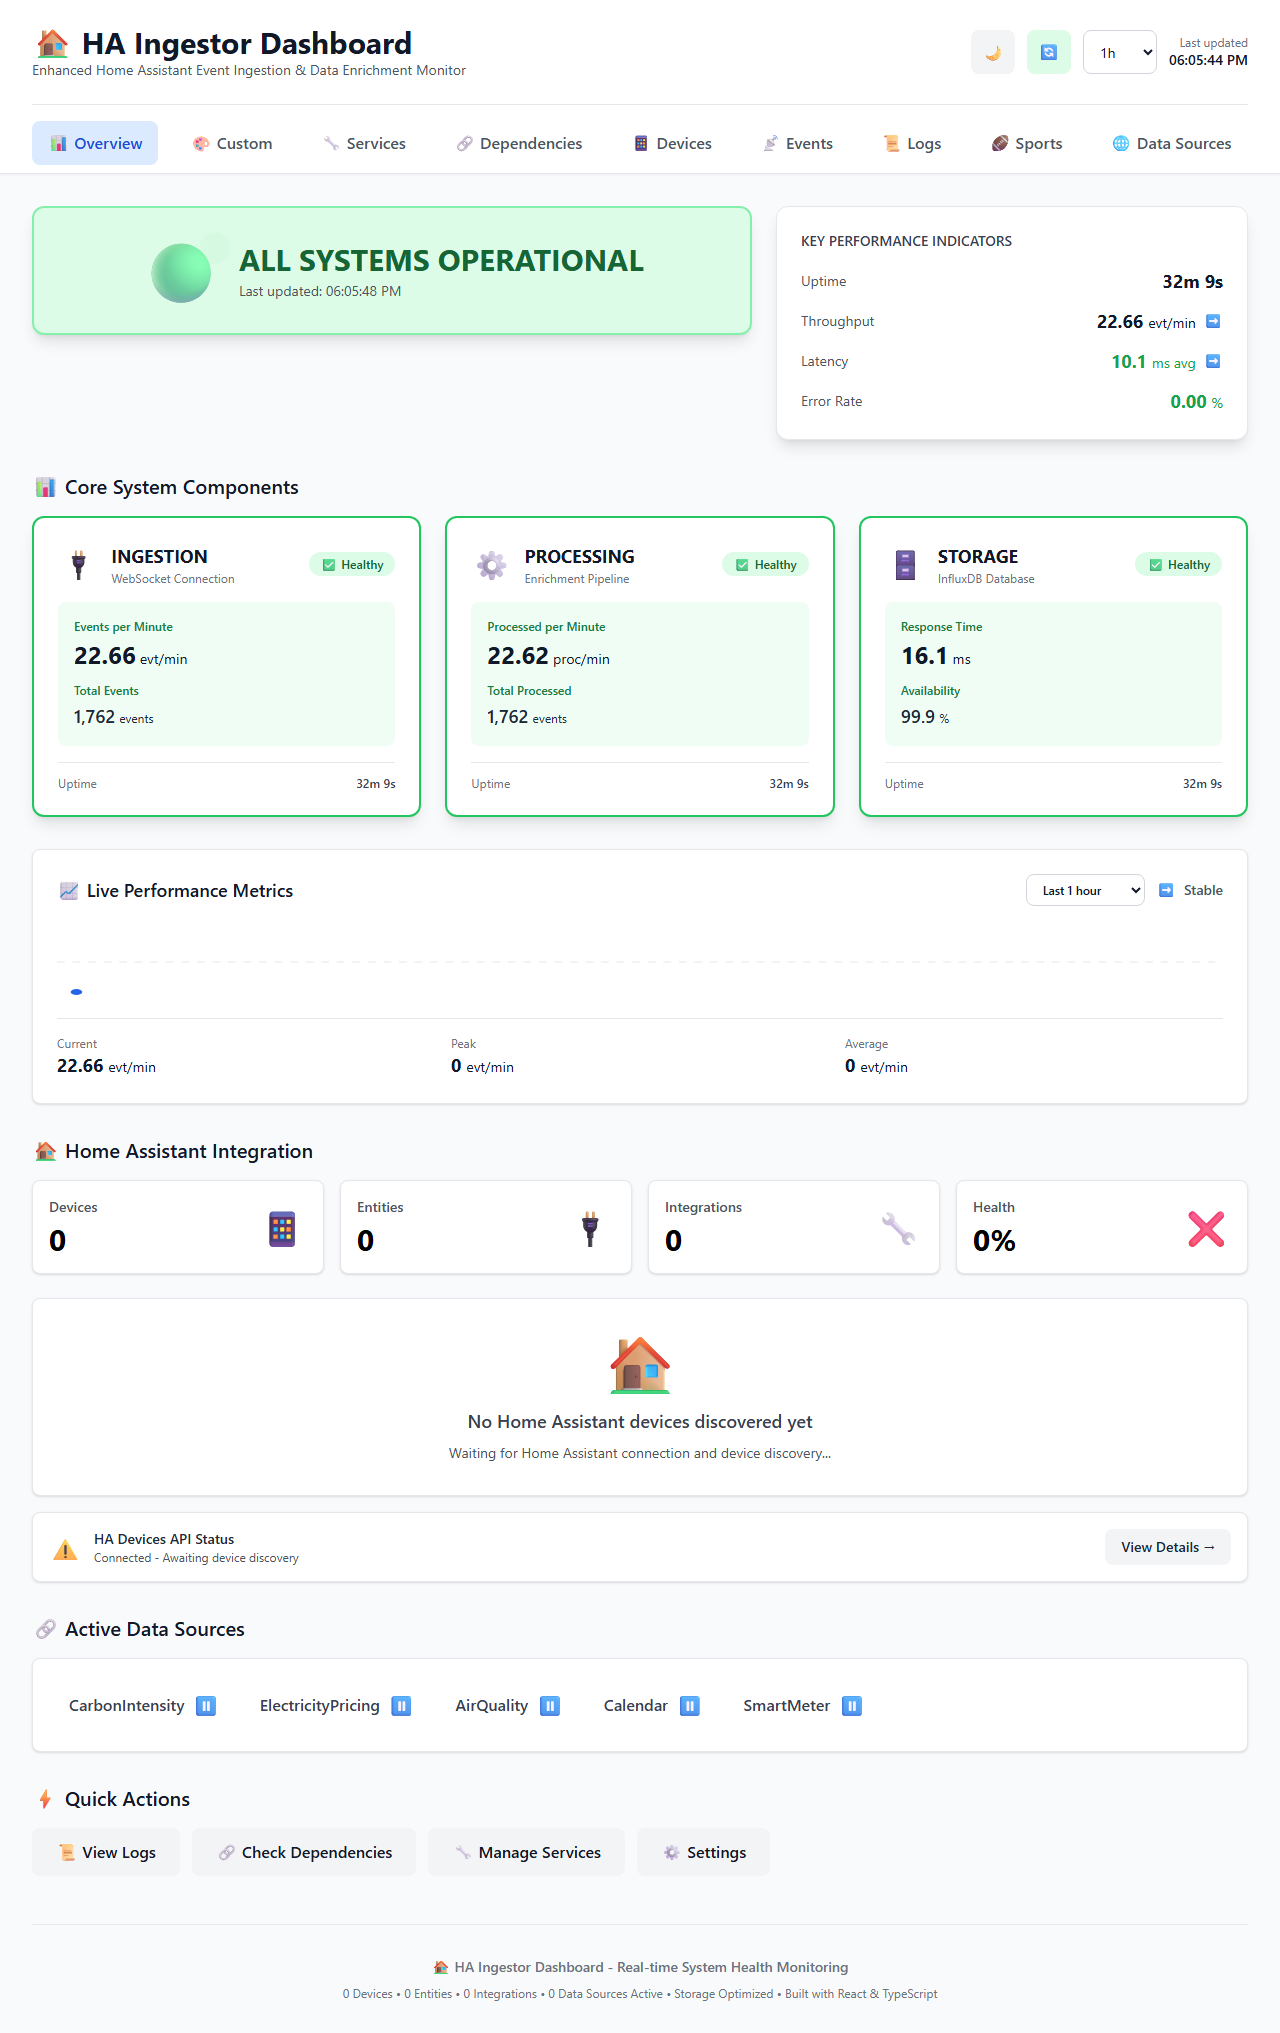 HA Ingestor Dashboard
Enhanced Home Assistant Event Ingestion & Data Enrichment Monitor
1h
Last updated
06:05:44 PM
Overview
Custom
Services
Dependencies
Devices
Events
Logs
Sports
Data Sources
ALL SYSTEMS OPERATIONAL
Last updated: 06:05:48 PM
KEY PERFORMANCE INDICATORS
Uptime 32m 9s
Throughput 22.66 evt/min
Latency 10.1 ms avg
Error Rate 0.00 %
Core System Components
INGESTION
WebSocket Connection
Healthy
Events per Minute
22.66 evt/min
Total Events
1,762 events
Uptime 32m 9s
PROCESSING
Enrichment Pipeline
Healthy
Processed per Minute
22.62 proc/min
Total Processed
1,762 events
Uptime 32m 9s
STORAGE
InfluxDB Database
Healthy
Response Time
16.1 ms
Availability
99.9 %
Uptime 32m 9s
Live Performance Metrics
Last 1 hour
Stable
Current
22.66 evt/min
Peak
0 evt/min
Average
0 evt/min
Home Assistant Integration
Devices
0
Entities
0
Integrations
0
Health
0%
No Home Assistant devices discovered yet
Waiting for Home Assistant connection and device discovery...
HA Devices API Status
Connected - Awaiting device discovery
View Details →
Active Data Sources
CarbonIntensity
ElectricityPricing
AirQuality
Calendar
SmartMeter
Quick Actions
View Logs
Check Dependencies
Manage Services
Settings
HA Ingestor Dashboard - Real-time System Health Monitoring
0 Devices • 0 Entities • 0 Integrations • 0 Data Sources Active • Storage Optimized • Built with React & TypeScript